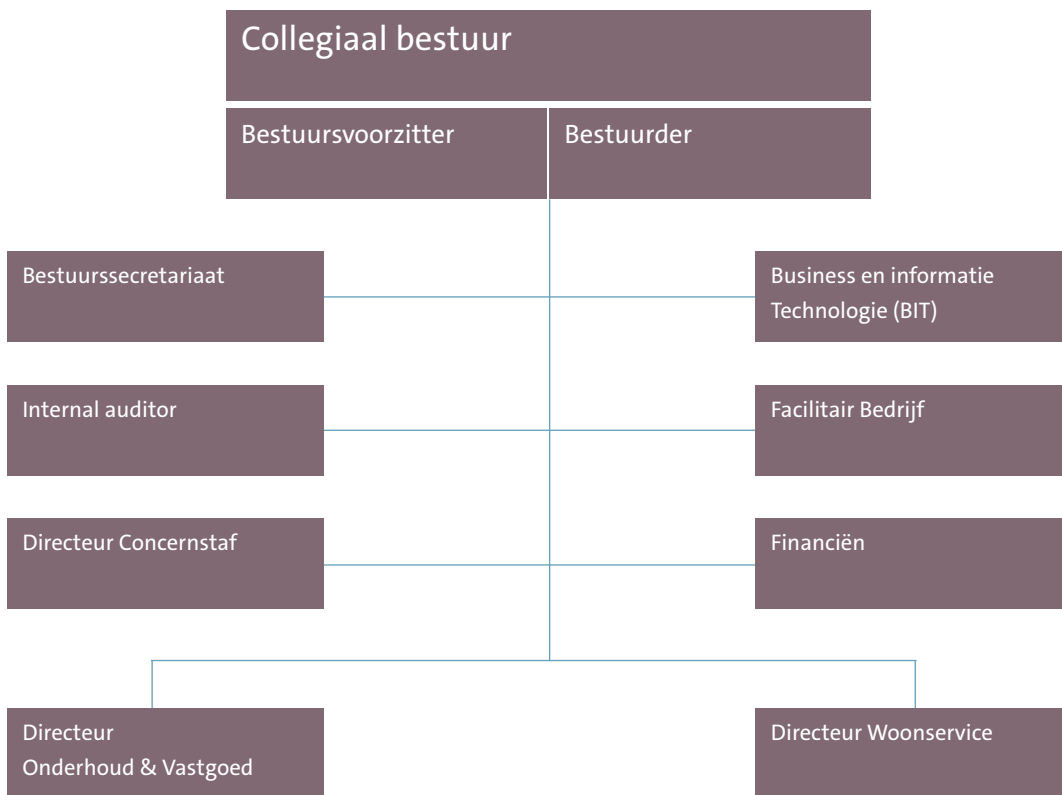 Collegiaal bestuur
Bestuursvoorzitter
Bestuurder
Bestuurssecretariaat
Business en informatie
Technologie (BIT)
Internal auditor
Facilitair Bedrijf
Directeur Concernstaf
Financiën
Directeur
Onderhoud & Vastgoed
Directeur Woonservice